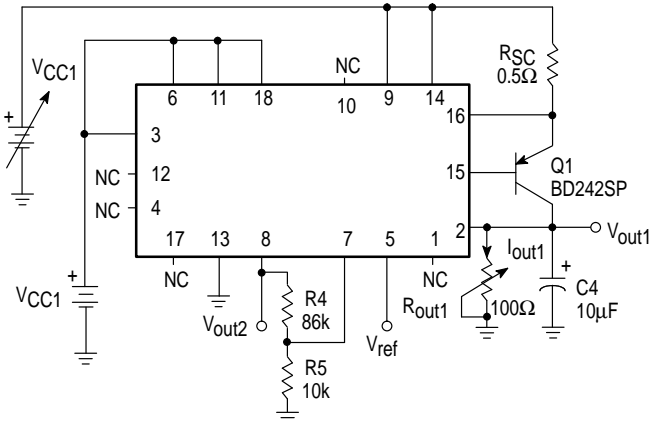 VCC1
+
NC
RSC
0.5Ω
6
11
18
10
9
14
16
3
Q1
BD242SP
NC
12
15
NC
4
2
Vout1
17
13
8
7
5
1
Iout1
+
NC
NC
VCC1
+
R4
86k
Rout1
100Ω
C4
10µF
Vout2
Vref
R5
10k